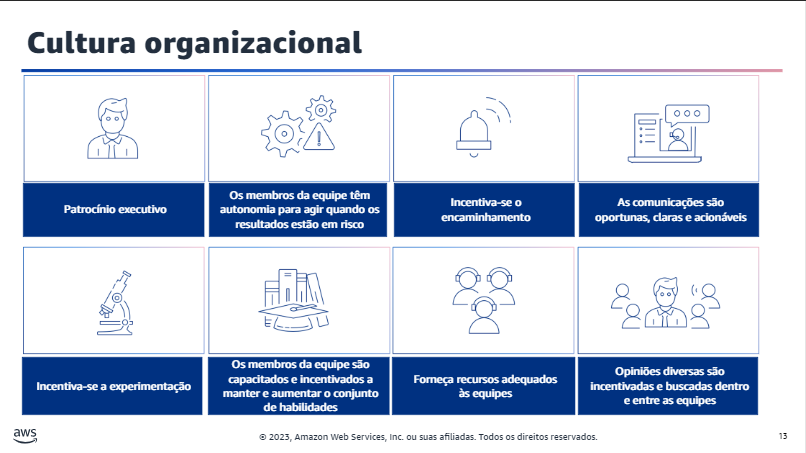 Cultura organizacional
Patrocínio executivo
Os membros da equipe têm
autonomia para agir quando os
resultados estão em risco
Incentiva-se o
encaminhamento
As comunicações são
oportunas, claras e acionáveis
Incentiva-se a experimentação
Os membros da equipe são
capacitados e incentivados a
manter e aumentar o conjunto
de habilidades
Forneça recursos adequados
às equipes
Opiniões diversas são
incentivadas e buscadas dentro
e entre as equipes
aws
© 2023, Amazon Web Services, Inc. ou suas afiliadas. Todos os direitos reservados.
13